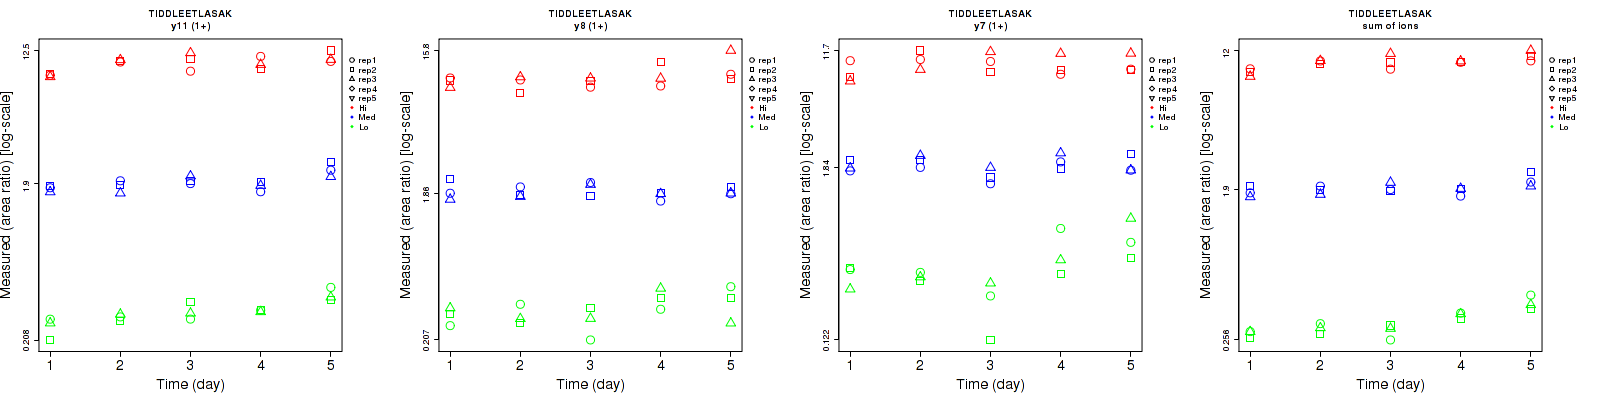 TIDDLEETLASAK
y11 (1+)
Measured (area ratio) [log-scale]
12.5
1.9
0.208
1 2 3 4 5
Time (day)
rep1
rep2
rep3
rep4
rep5
Hi
Med
Lo
TIDDLEETLASAK
y8 (1+)
Measured (area ratio) [log-scale]
15.8
1.86
0.207
1 2 3 4 5
Time (day)
rep1
rep2
rep3
rep4
rep5
Hi
Med
Lo
TIDDLEETLASAK
y7 (1+)
Measured (area ratio) [log-scale]
11.7
1.84
0.122
1 2 3 4 5
Time (day)
rep1
rep2
rep3
rep4
rep5
Hi
Med
Lo
TIDDLEETLASAK
sum of ions
Measured (area ratio) [log-scale]
12
1.9
0.256
1 2 3 4 5
Time (day)
rep1
rep2
rep3
rep4
rep5
Hi
Med
Lo